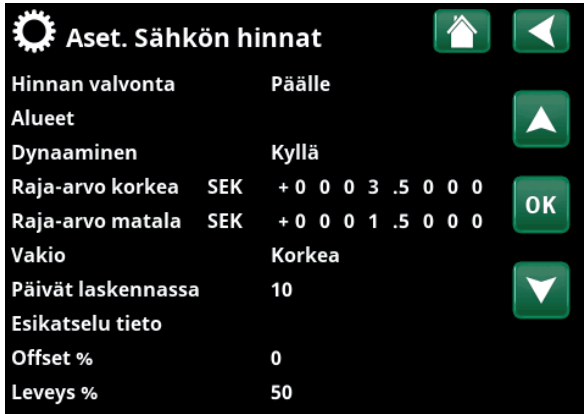 Aset. Sähkön hinnat
Hinnan valvonta Päälle
Alueet
Dynaaminen Kyllä
Raja-arvo korkea SEK +0 0 0 3 .5 0 0 0
Raja-arvo matala SEK +0 0 0 1 .5 0 0 0
OK
Vakio Korkea
Päivät laskennassa 10
Esikatselu tieto
Offset % 0
Leveys % 50